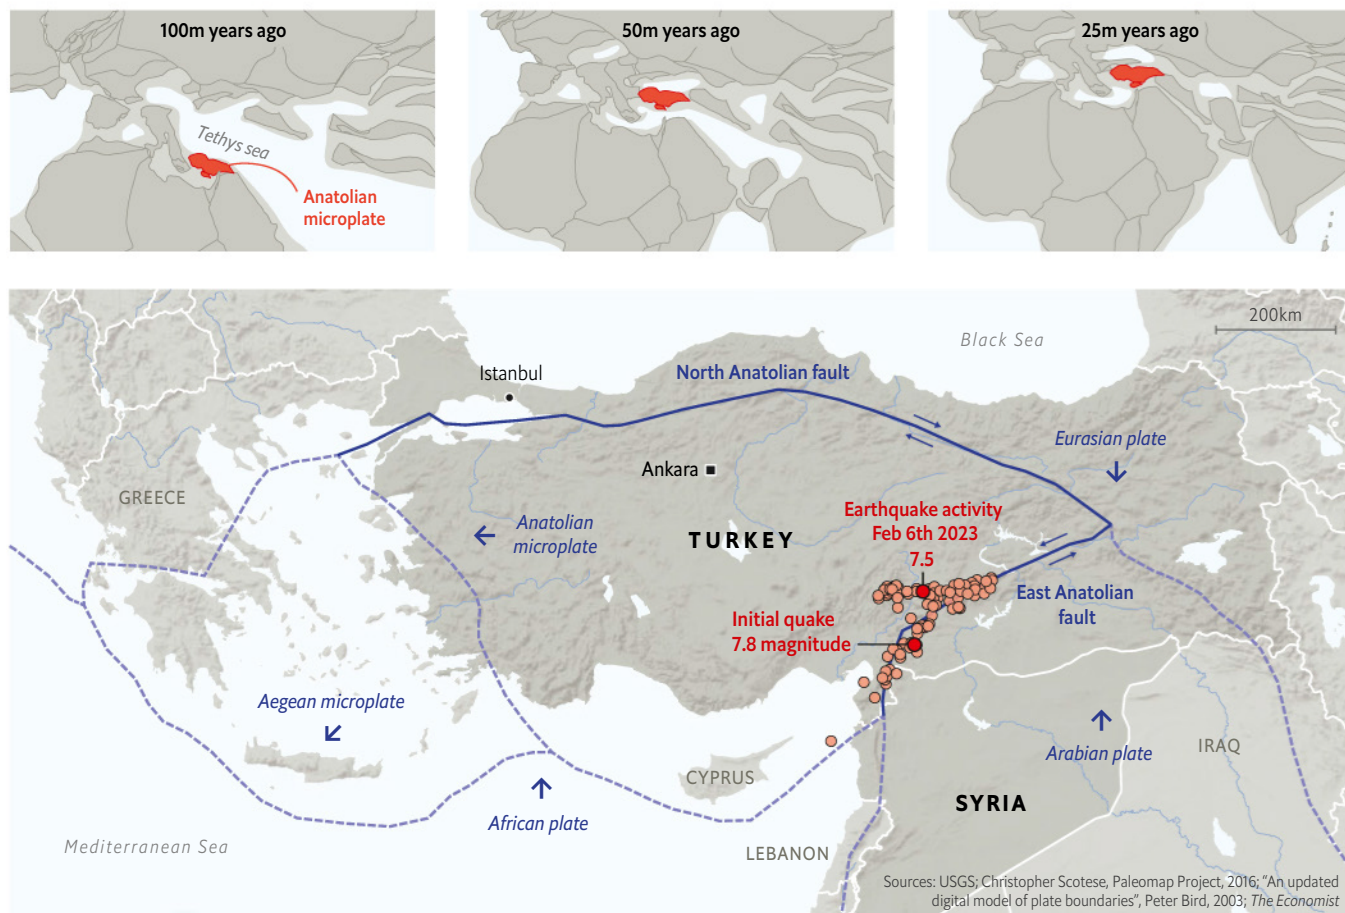 100m years ago
Tethys sea
Anatolian
microplate
50m years ago
25m years ago
200km
Black Sea
Istanbul
North Anatolian fault
Eurasian plate
Ankara
GREECE
Earthquake activity
Feb 6th 2023
7.5
Anatolian
microplate
TURKEY
East Anatolian
fault
Initial quake
7.8 magnitude
Aegean microplate
Arabian plate
IRAQ
CYPRUS
SYRIA
African plate
Mediterranean Sea
LEBANON
Sources: USGS; Christopher Scotese, Paleomap Project, 2016; “An updated
digital model of plate boundaries”, Peter Bird, 2003; The Economist